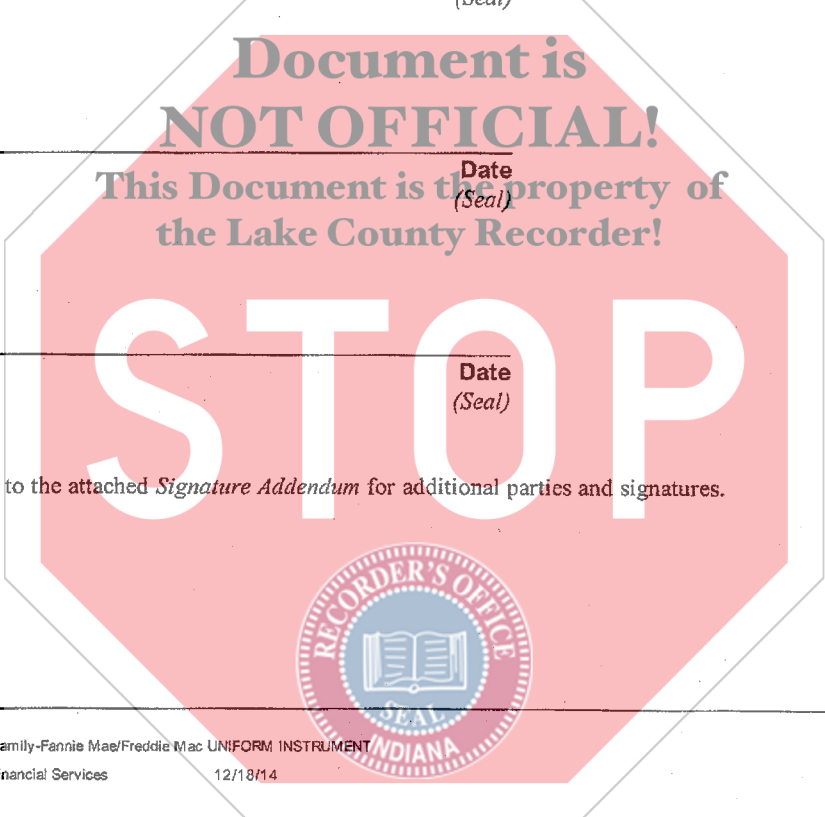 (Seal)
Document is
NOT OFFICIAL!
Date
This Document is the property of
(Seal)
the Lake County Recorder!
STOP
Date
(Seal)
to the attached Signature Addendum for additional parties and signatures.
RECORDER'S OFFICE
SEAL
INDIANA
amily-Fannie Mae/Freddie Mac UNIFORM INSTRUMENT
nancial Services 12/18/14